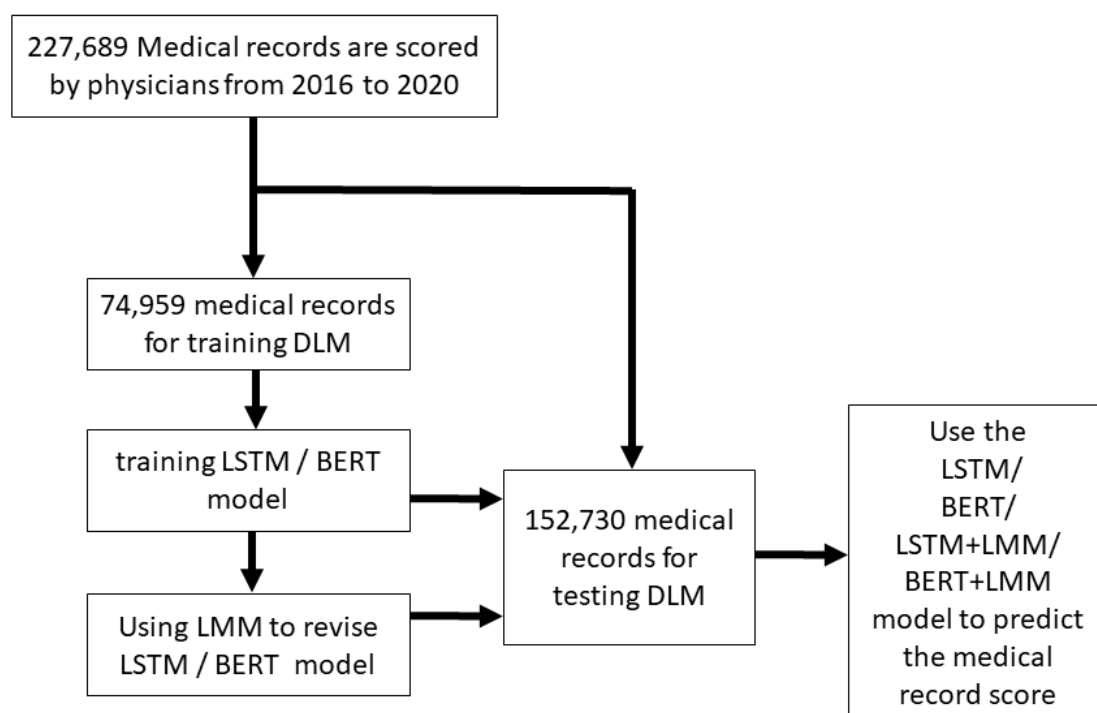 227,689 Medical records are scored
by physicians from 2016 to 2020
74,959 medical records
for training DLM
training LSTM / BERT
model
Using LMM to revise
LSTM / BERT model
152,730 medical
records for
testing DLM
Use the
LSTM/
BERT/
LSTM+LMM/
BERT+LMM
model to predict
the medical
record score